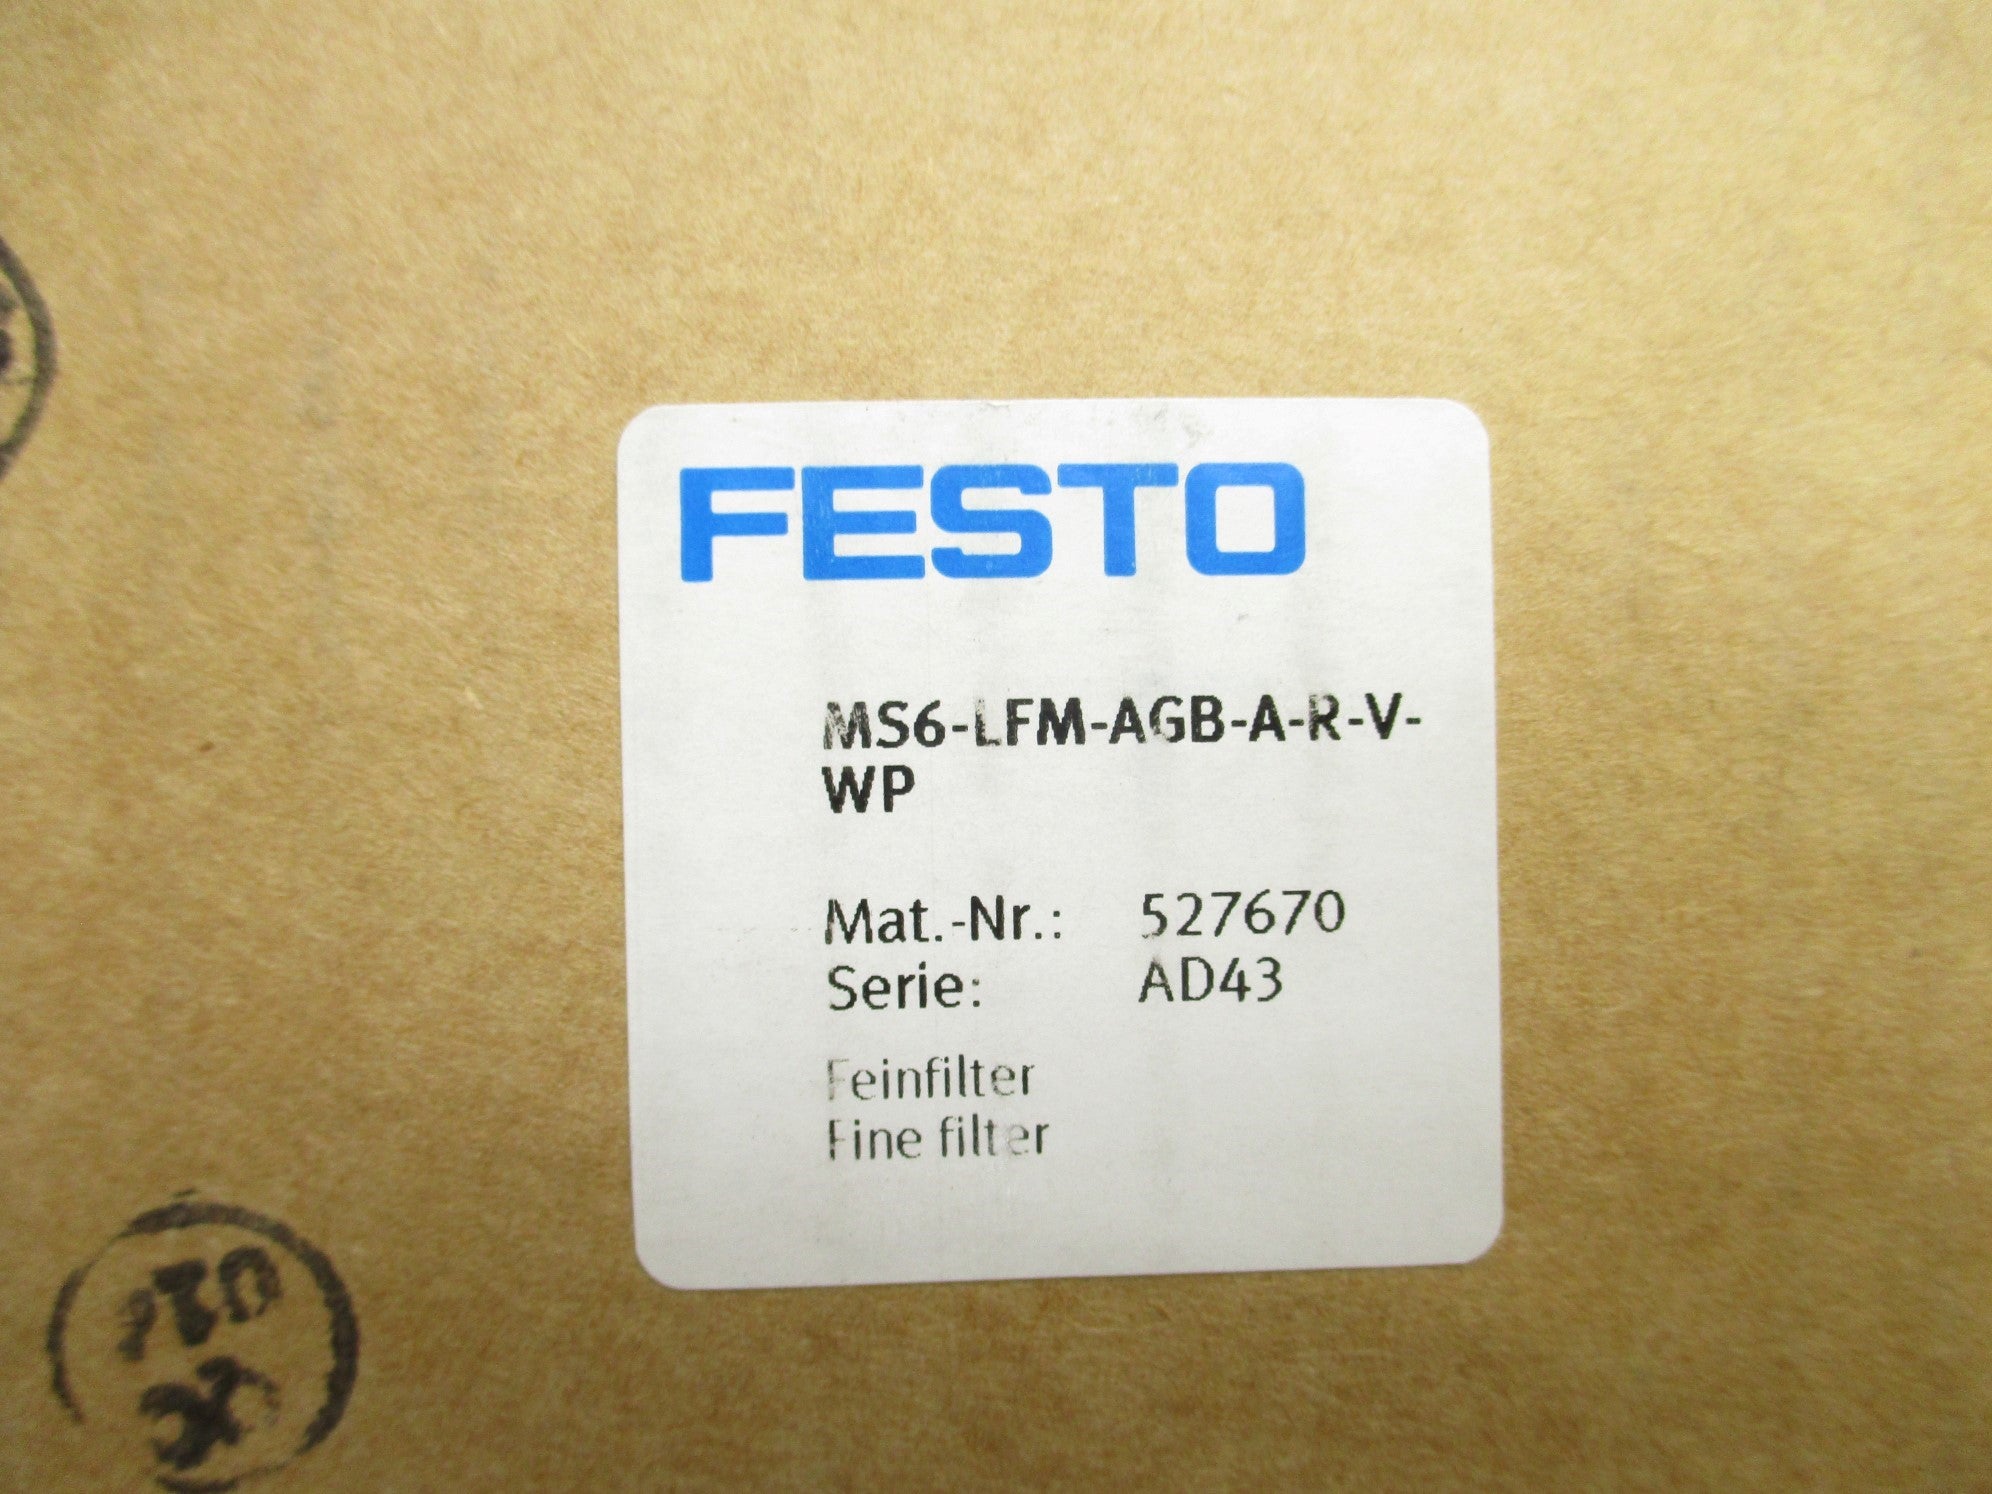 FESTO
MS6-LFM-AGB-A-R-V-
WP
Mat.-Nr.: 527670
Serie: AD43
Feinfilter
Fine filter